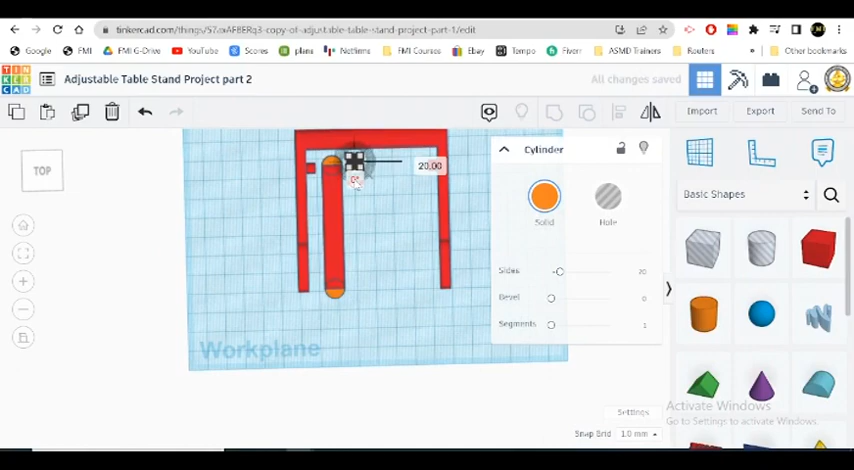 tinkercad.com/things/57axAFBERq3-copy-of-adjustable-table-stand-project-part-1/edit
Google FMI FMI G-Drive YouTube Scores plans Netfirms FMI Courses Ebay Tempo Fiverr ASMD Trainers Routers » Other bookmarks
TIN
KER
CAD
Adjustable Table Stand Project part 2
All changes saved
Import Export Send To
TOP
20.00
Cylinder
Solid Hole
Sides 20
Bevel 0
Segments 1
Basic Shapes
Workplane
Activate Windows
Go to Settings to activate Windows.
Settings
Snap Grid 1.0 mm